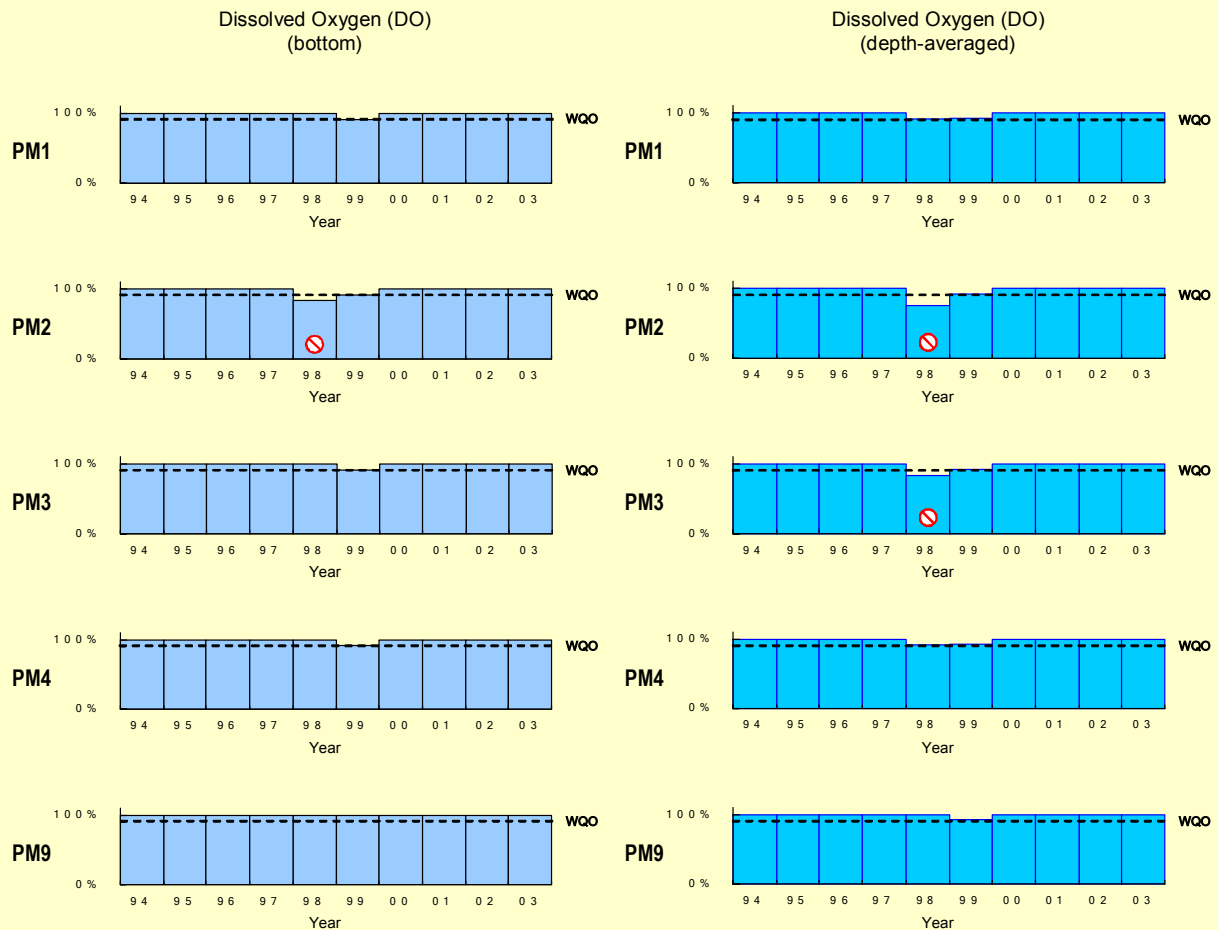 Dissolved Oxygen (DO)
(bottom)
100%
WQO
PM1
0%
94 95 96 97 98 99 00 01 02 03
Year
100%
WQO
PM2
0%
94 95 96 97 98 99 00 01 02 03
Year
100%
WQO
PM3
0%
94 95 96 97 98 99 00 01 02 03
Year
100%
WQO
PM4
0%
94 95 96 97 98 99 00 01 02 03
Year
100%
WQO
PM9
0%
94 95 96 97 98 99 00 01 02 03
Year
Dissolved Oxygen (DO)
(depth-averaged)
100%
WQO
PM1
0%
94 95 96 97 98 99 00 01 02 03
Year
100%
WQO
PM2
0%
94 95 96 97 98 99 00 01 02 03
Year
100%
WQO
PM3
0%
94 95 96 97 98 99 00 01 02 03
Year
100%
WQO
PM4
0%
94 95 96 97 98 99 00 01 02 03
Year
100%
WQO
PM9
0%
94 95 96 97 98 99 00 01 02 03
Year